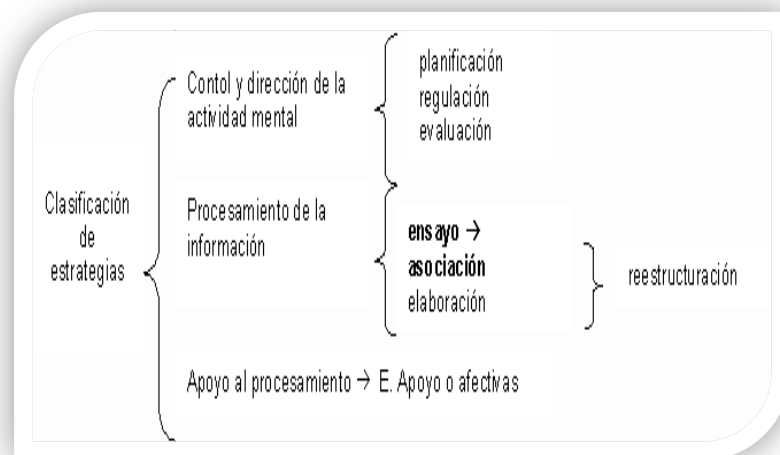 Clasificación
de
estrategias
Contol y dirección de la
actividad mental
planificación
regulación
evaluación
Procesamiento de la
información
ensayo →
asociación
elaboración
reestructuración
Apoyo al procesamiento → E. Apoyo o afectivas